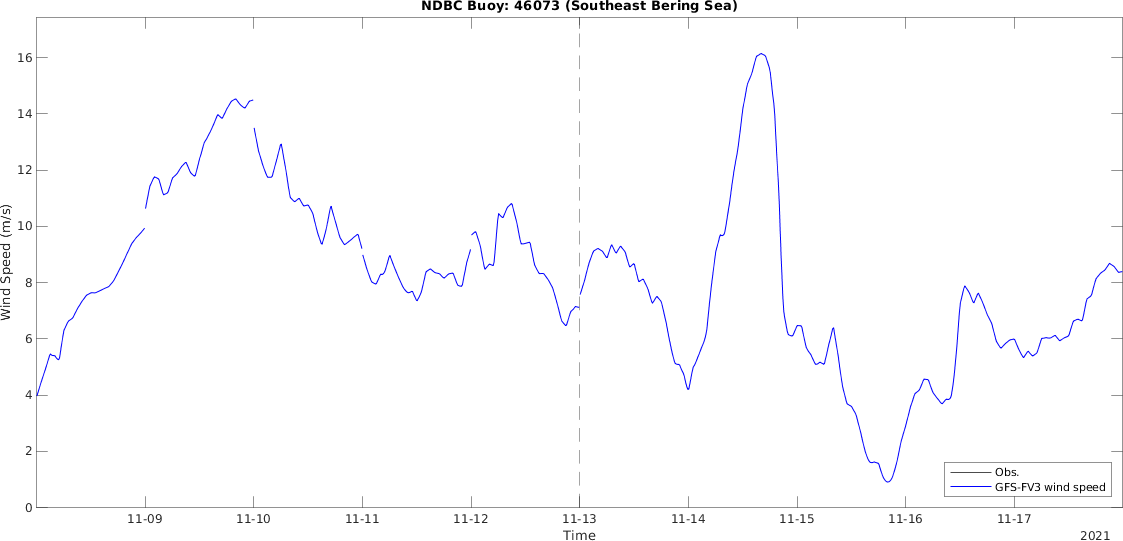 NDBC Buoy: 46073 (Southeast Bering Sea)
Wind Speed (m/s)
16
14
12
10
8
6
4
2
0
11-09 11-10 11-11 11-12 11-13 11-14 11-15 11-16 11-17
Time
2021
Obs.
GFS-FV3 wind speed